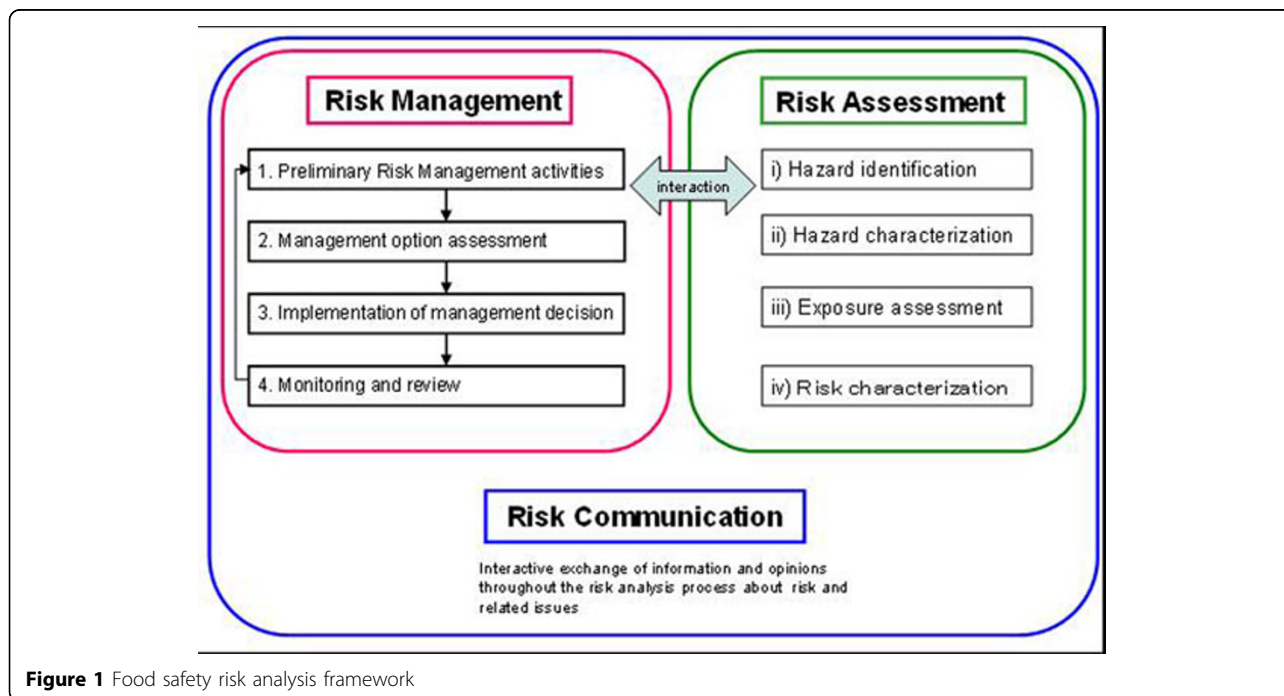 Risk Management
1. Preliminary Risk Management activities
2. Management option assessment
3. Implementation of management decision
4. Monitoring and review
interaction
Risk Assessment
i) Hazard identification
ii) Hazard characterization
iii) Exposure assessment
iv) Risk characterization
Risk Communication
Interactive exchange of information and opinions
throughout the risk analysis process about risk and
related issues
Figure 1 Food safety risk analysis framework